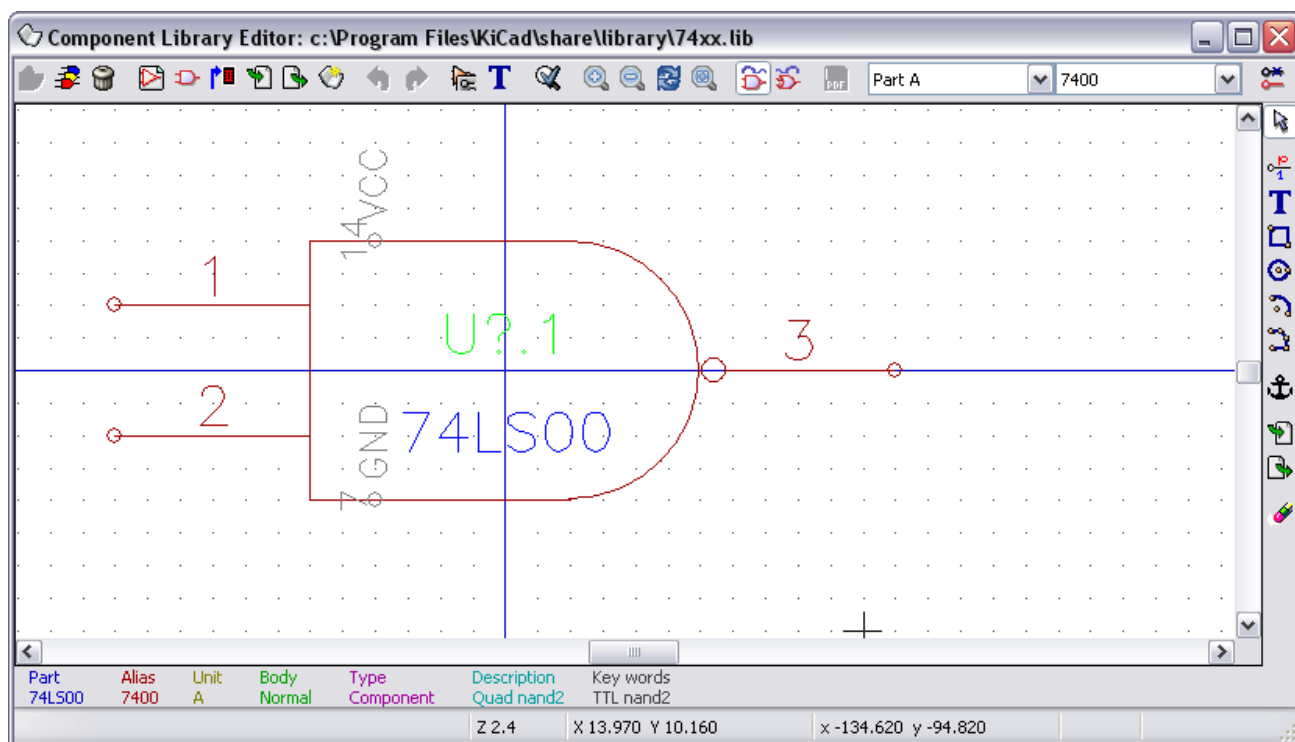 Component Library Editor: c:\Program Files\KiCad\share\library\74xx.lib
T PDF Part A 7400
14 VCC
1
U?.1
3
2
GND
74LS00
7
p
1
T
Part Alias Unit Body Type Description Key words
74LS00 7400 A Normal Component Quad nand2 TTL nand2
Z 2.4 X 13.970 Y 10.160 x -134.620 y -94.820